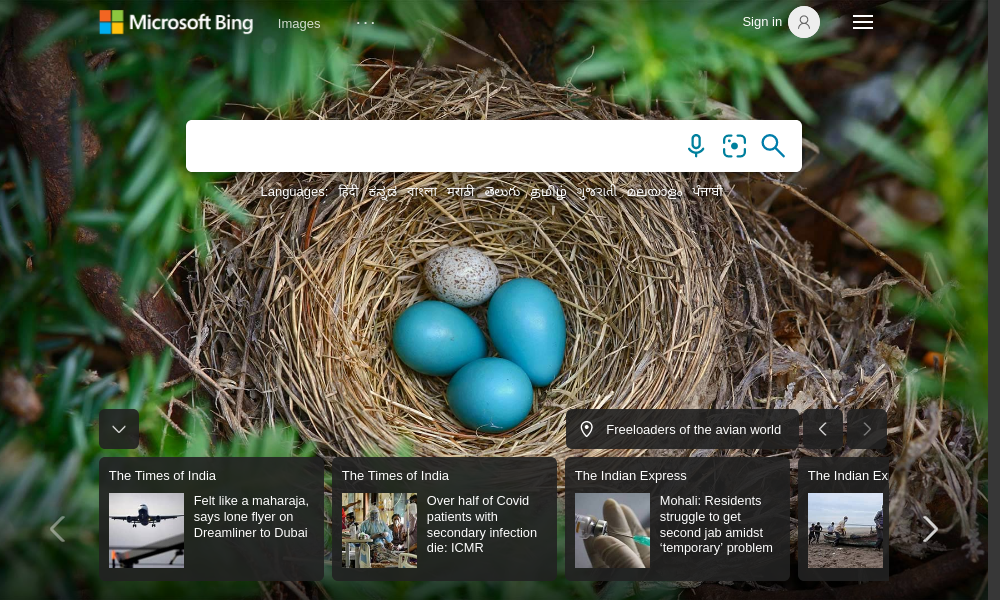 Microsoft Bing
Images
Sign in
Languages: हिंदी ಕನ್ನಡ বাংলা मराठी తెలుగు தமிழ் ગુજરાતી മലയാളം ਪੰਜਾਬੀ
Freeloaders of the avian world
The Times of India
Felt like a maharaja,
says lone flyer on
Dreamliner to Dubai
The Times of India
Over half of Covid
patients with
secondary infection
die: ICMR
The Indian Express
Mohali: Residents
struggle to get
second jab amidst
‘temporary’ problem
The Indian Ex